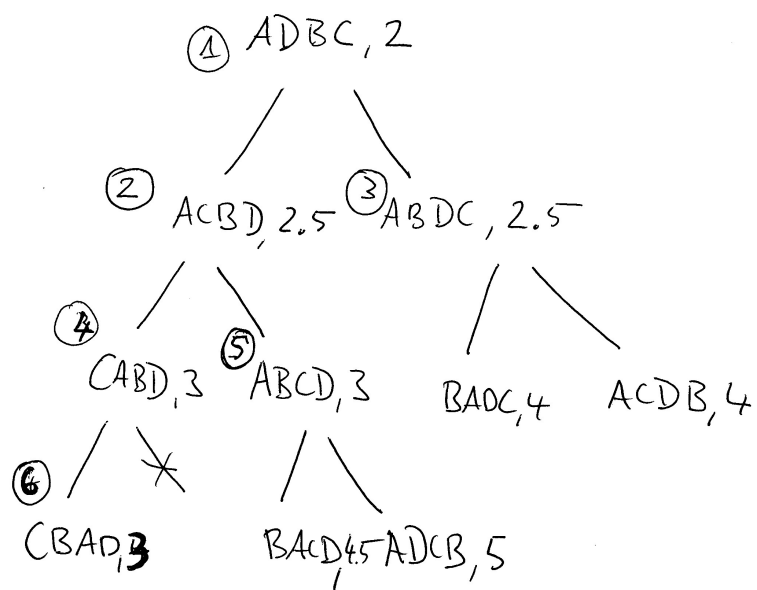 ① ADBC, 2
② ACBD, 2.5 ③ ABDC, 2.5
④ CABD, 3 ⑤ ABCD, 3 BADC, 4 ACDB, 4
⑥ CBAD, 3 BACD, 4.5 ADCB, 5